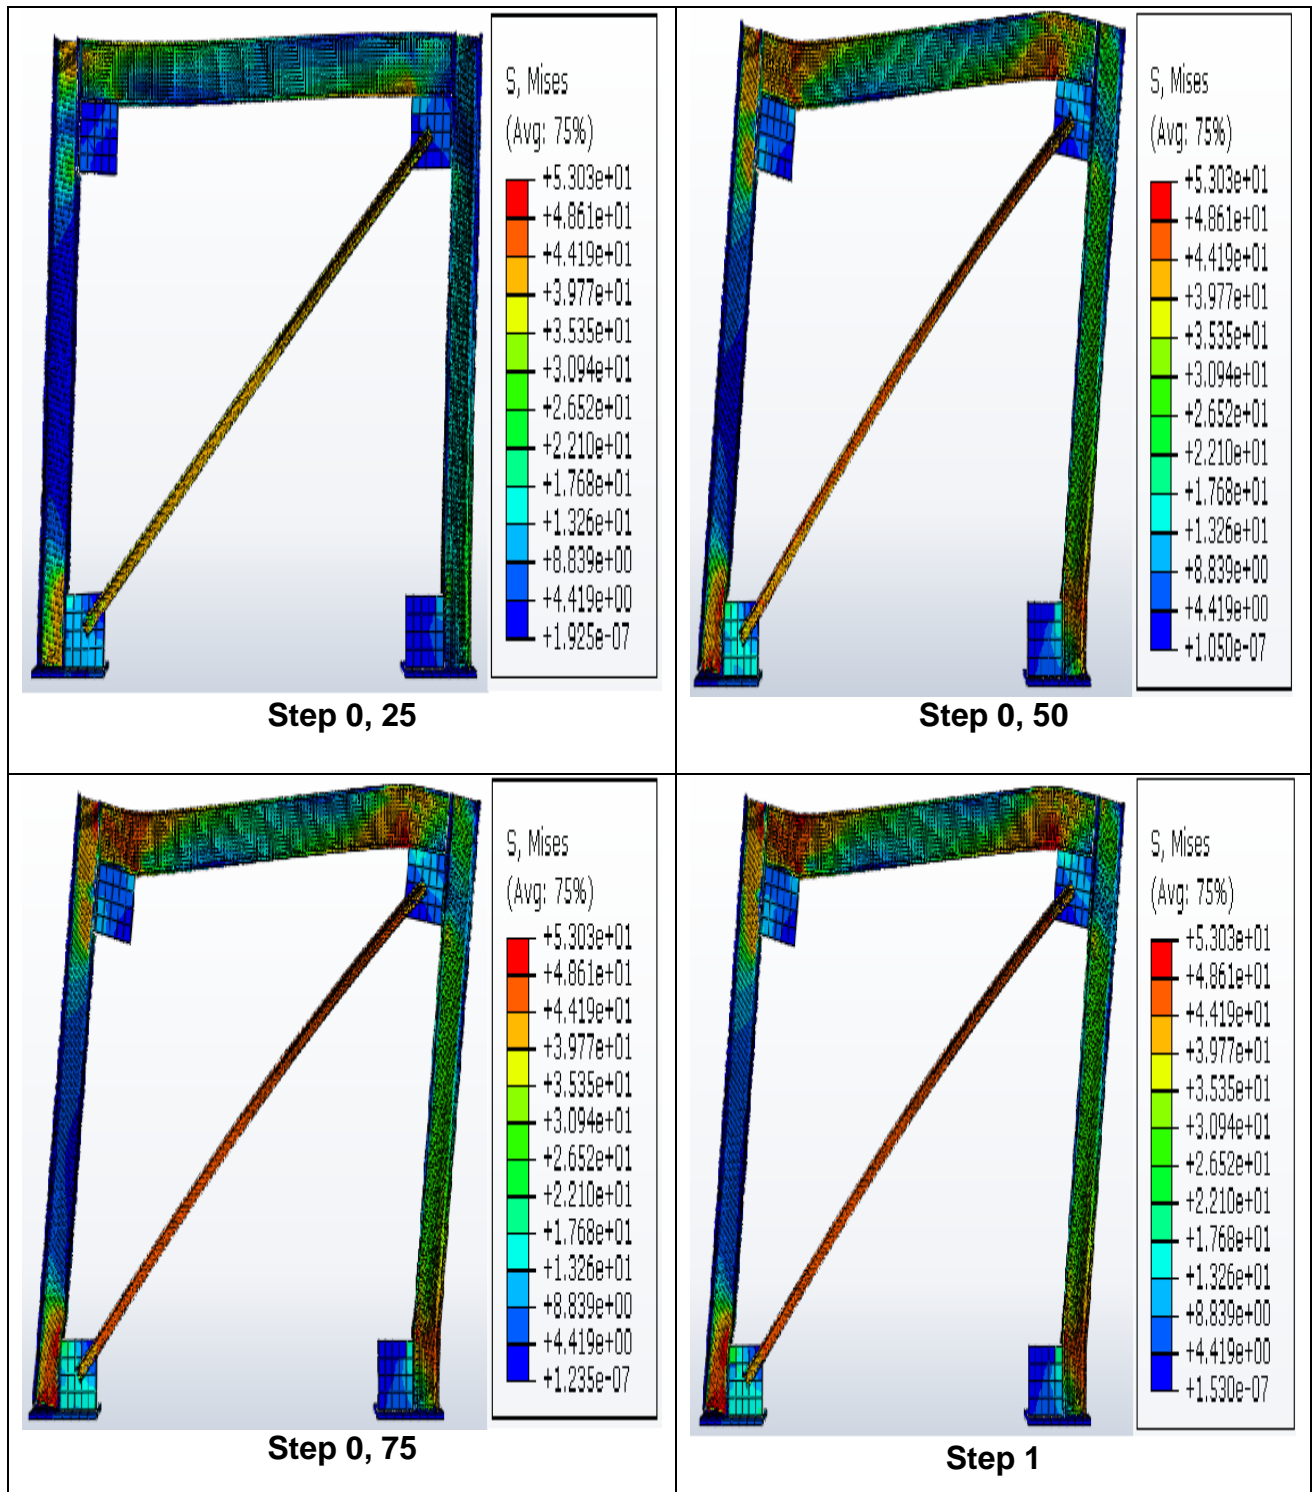 S, Mises
(Avg: 75%)
+5.303e+01
+4.861e+01
+4.419e+01
+3.977e+01
+3.535e+01
+3.094e+01
+2.652e+01
+2.210e+01
+1.768e+01
+1.326e+01
+8.839e+00
+4.419e+00
+1.925e-07
Step 0, 25
S, Mises
(Avg: 75%)
+5.303e+01
+4.861e+01
+4.419e+01
+3.977e+01
+3.535e+01
+3.094e+01
+2.652e+01
+2.210e+01
+1.768e+01
+1.326e+01
+8.839e+00
+4.419e+00
+1.050e-07
Step 0, 50
S, Mises
(Avg: 75%)
+5.303e+01
+4.861e+01
+4.419e+01
+3.977e+01
+3.535e+01
+3.094e+01
+2.652e+01
+2.210e+01
+1.768e+01
+1.326e+01
+8.839e+00
+4.419e+00
+1.235e-07
Step 0, 75
S, Mises
(Avg: 75%)
+5.303e+01
+4.861e+01
+4.419e+01
+3.977e+01
+3.535e+01
+3.094e+01
+2.652e+01
+2.210e+01
+1.768e+01
+1.326e+01
+8.839e+00
+4.419e+00
+1.530e-07
Step 1